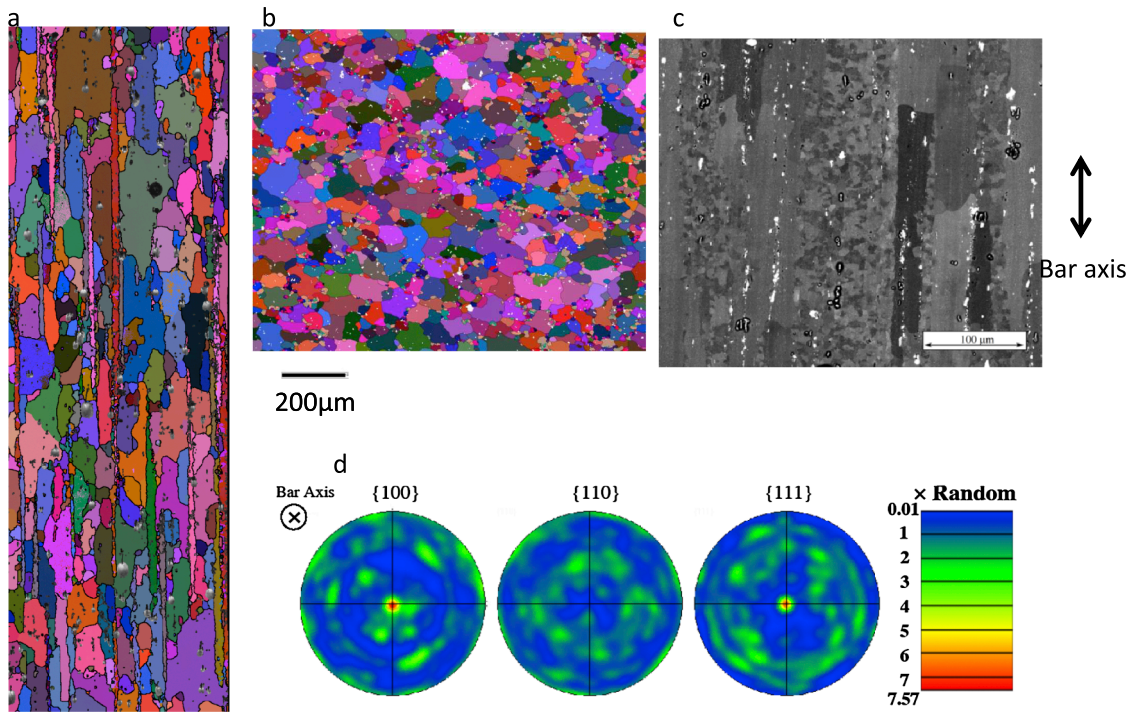 a
b
c
100 µm
Bar axis
200µm
d
Bar Axis
{100}
{110}
{111}
× Random
0.01
1
2
3
4
5
6
7
7.57